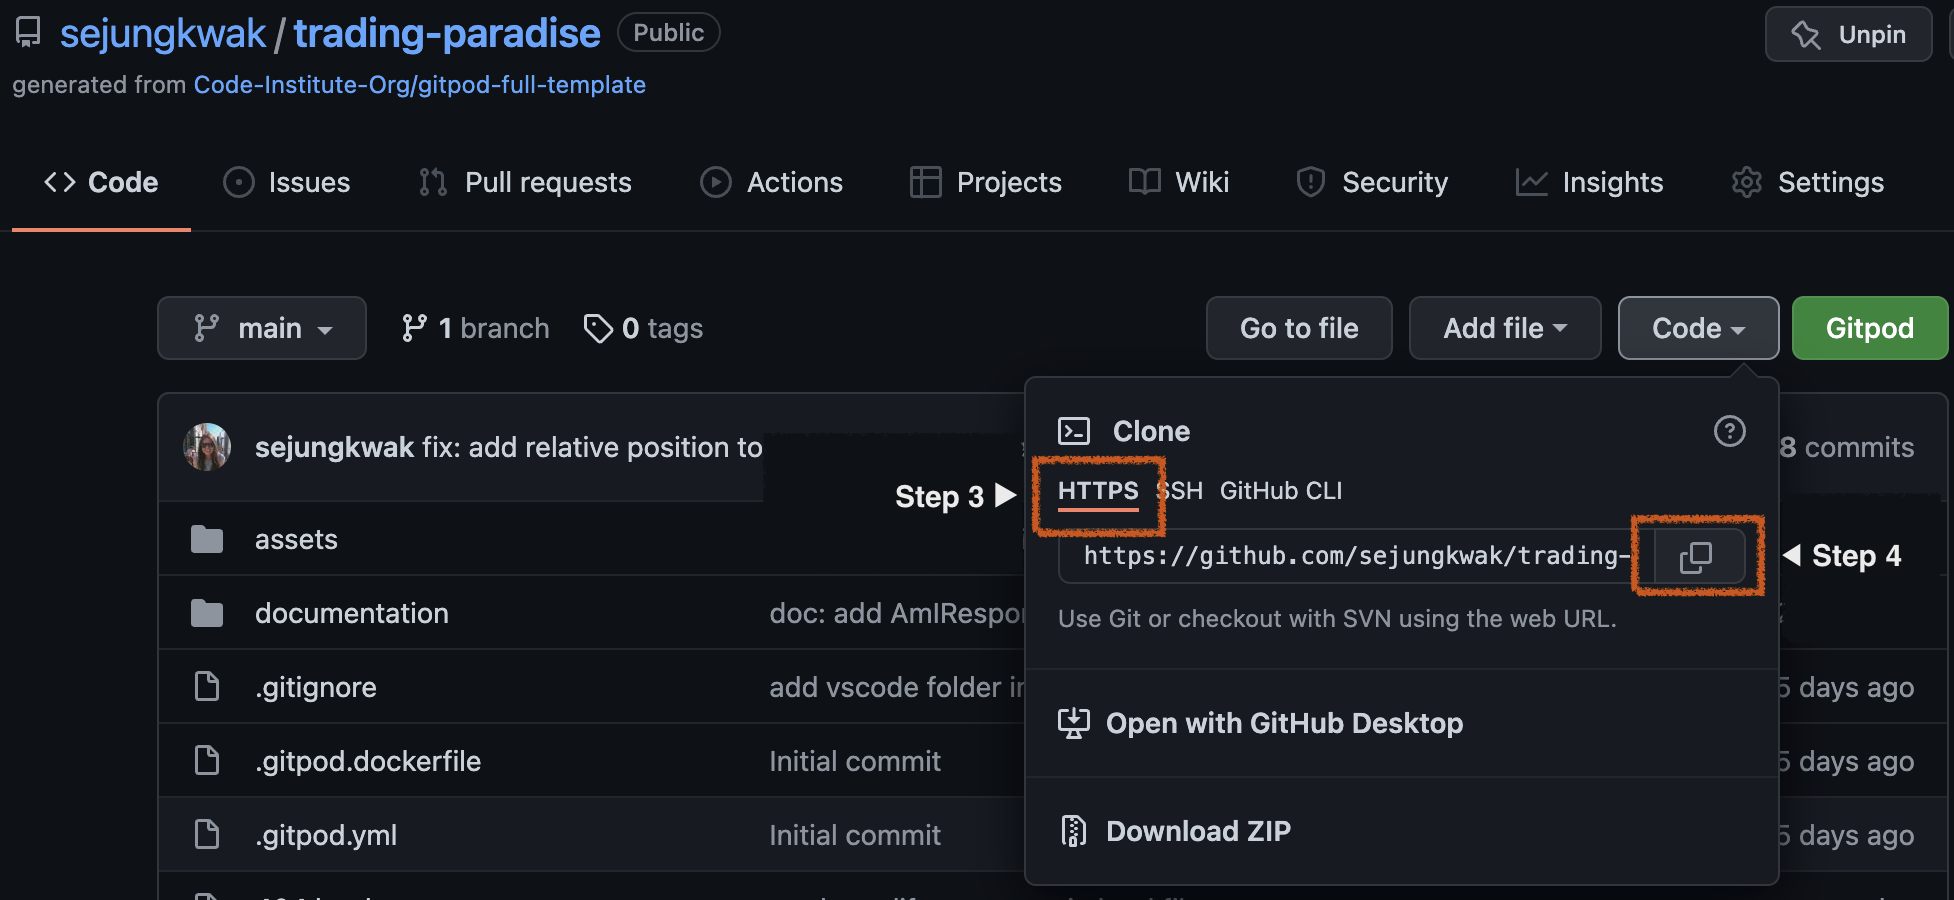 sejungkwak / trading-paradise Public
Unpin
generated from Code-Institute-Org/gitpod-full-template
Code Issues Pull requests Actions Projects Wiki Security Insights Settings
main 1 branch 0 tags Go to file Add file Code Gitpod
sejungkwak fix: add relative position to
8 commits
Clone
Step 3
HTTPS SSH GitHub CLI
https://github.com/sejungkwak/trading-
Step 4
Use Git or checkout with SVN using the web URL.
Open with GitHub Desktop
Download ZIP
assets
documentation doc: add AmIRespon
.gitignore add vscode folder in 5 days ago
.gitpod.dockerfile Initial commit 5 days ago
.gitpod.yml Initial commit 5 days ago